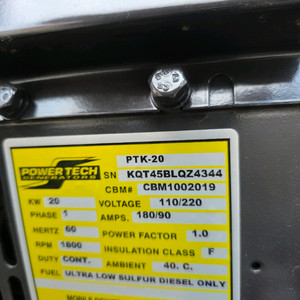 POWER TECH
GENERATORS
PTK-20
SN KQT45BLQZ4344
CBM# CBM1002019
KW 20 VOLTAGE 110/220
PHASE 1 AMPS. 180/90
HERTZ 60 POWER FACTOR 1.0
RPM 1800 INSULATION CLASS F
DUTY CONT. AMBIENT 40. C.
FUEL ULTRA LOW SULFUR DIESEL ONLY